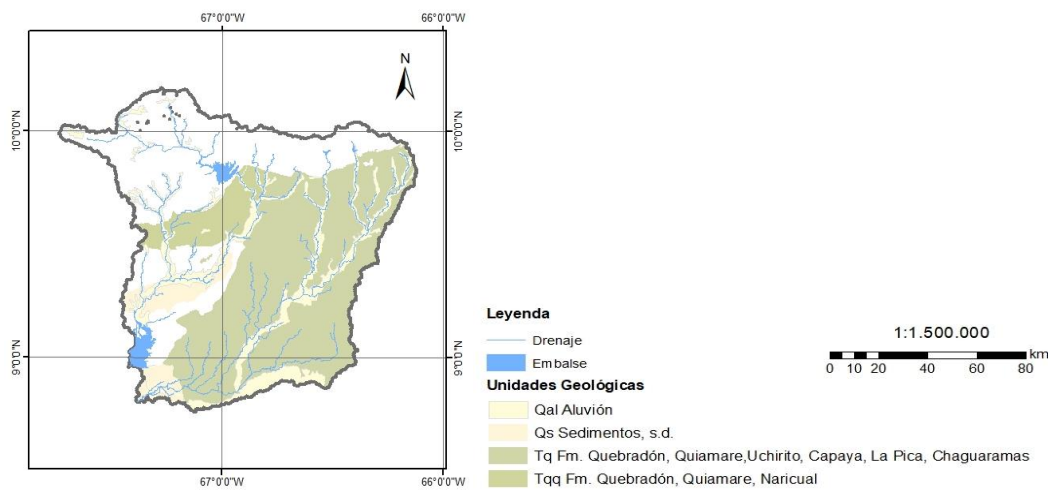 67°0'0"W 66°0'0"W
N
10°0'0"N 10°0'0"N
9°0'0"N 9°0'0"N
67°0'0"W 66°0'0"W
Leyenda
Drenaje
Embalse
Unidades Geológicas
Qal Aluvión
Qs Sedimentos, s.d.
Tq Fm. Quebradón, Quiamare,Uchirito, Capaya, La Pica, Chaguaramas
Tqq Fm. Quebradón, Quiamare, Naricual
1:1.500.000
0 10 20 40 60 80 km